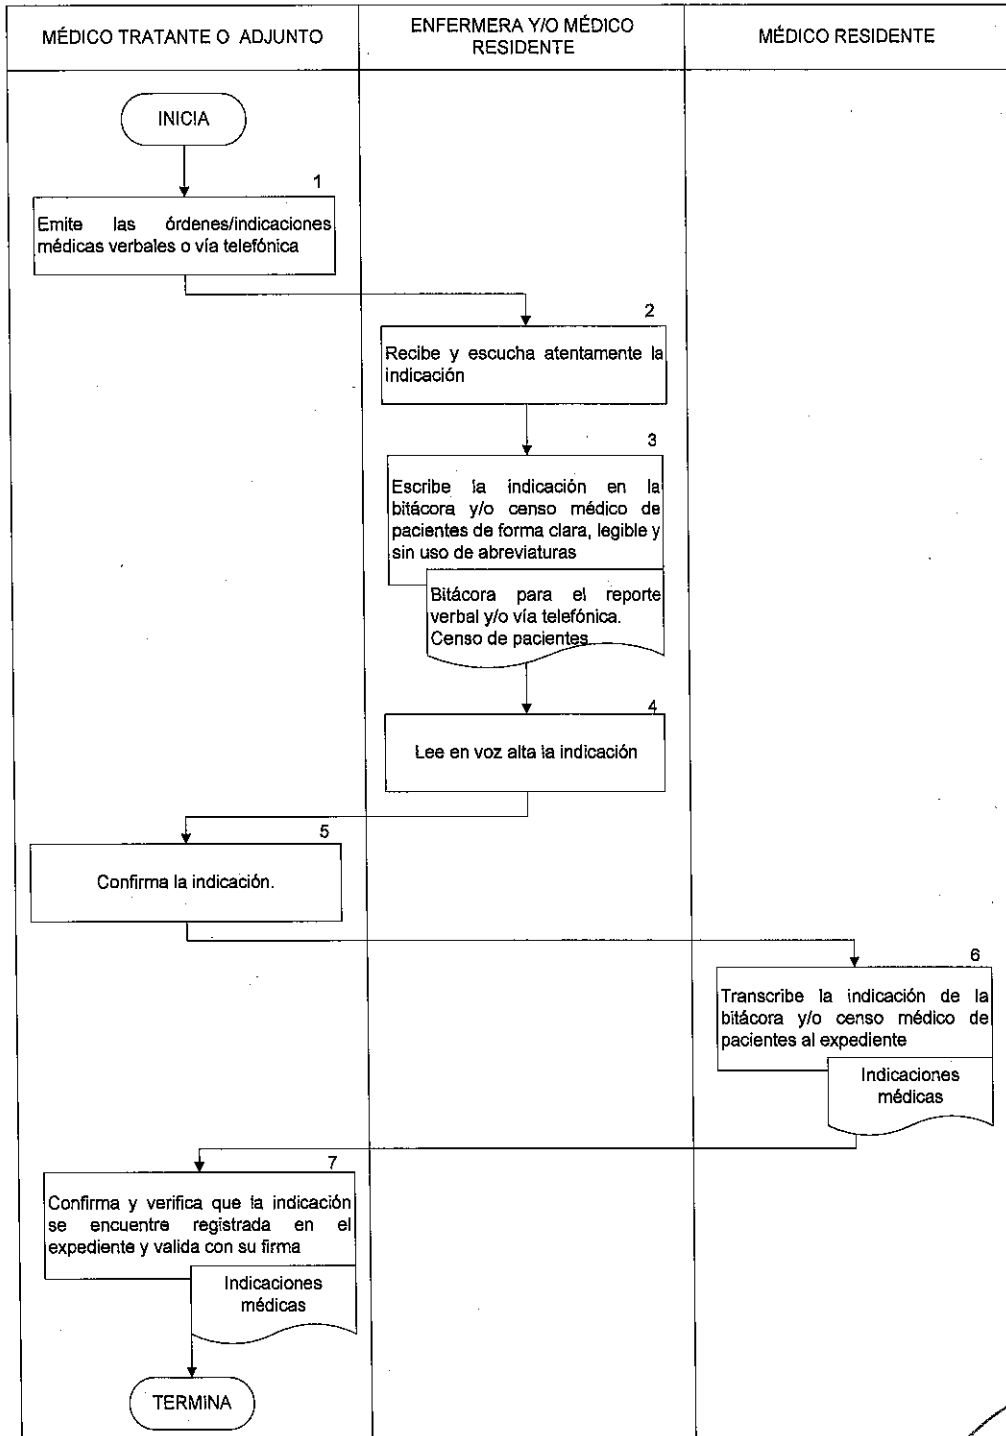 MÉDICO TRATANTE O ADJUNTO
ENFERMERA Y/O MÉDICO
RESIDENTE
MÉDICO RESIDENTE
INICIA
1
Emite las órdenes/indicaciones
médicas verbales o vía telefónica
2
Recibe y escucha atentamente la
indicación
3
Escribe la indicación en la
bitácora y/o censo médico de
pacientes de forma clara, legible y
sin uso de abreviaturas
Bitácora para el reporte
verbal y/o vía telefónica.
Censo de pacientes
4
Lee en voz alta la indicación
5
Confirma la indicación.
6
Transcribe la indicación de la
bitácora y/o censo médico de
pacientes al expediente
Indicaciones
médicas
7
Confirma y verifica que la indicación
se encuentre registrada en el
expediente y valida con su firma
Indicaciones
médicas
TERMINA